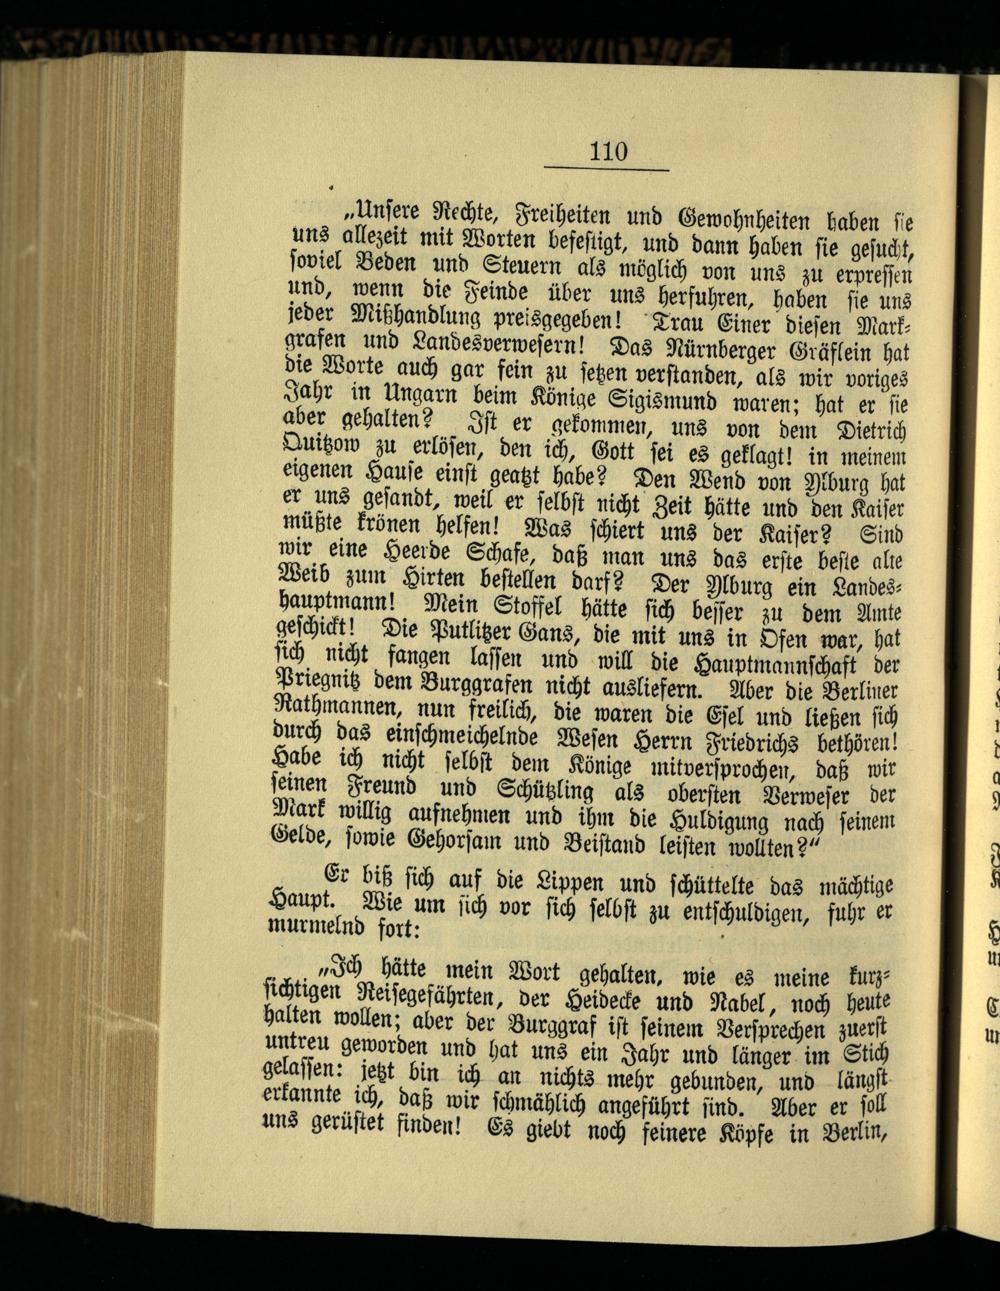 110
„Unsere Rechte, Freiheiten und Gewohnheiten haben sie
uns allezeit mit Worten befestigt, und dann haben sie gesucht,
soviel Beden und Steuern als möglich von uns zu erpressen
und, wenn die Feinde über uns herfuhren, haben sie uns
jeder Mißhandlung preisgegeben! Trau Einer diesen Mark-
grafen und Landesverwesern! Das Nürnberger Gräflein hat
die Worte auch gar fein zu setzen verstanden, als wir voriges
Jahr in Ungarn beim Könige Sigismund waren; hat er sie
aber gehalten? Ist er gekommen, uns von dem Dietrich
Quitzow zu erlösen, den ich, Gott sei es geklagt! in meinem
eigenen Hause einst geatzt habe? Den Wend von Ylburg hat
er uns gesandt, weil er selbst nicht Zeit hätte und den Kaiser
müßte krönen helfen! Was schiert uns der Kaiser? Sind
wir eine Heerde Schafe, daß man uns das erste beste alte
Weib zum Hirten bestellen darf? Der Ylburg ein Landes-
hauptmann! Mein Stoffel hätte sich besser zu dem Amte
geschickt! Die Putlitzer Gans, die mit uns in Ofen war, hat
sich nicht fangen lassen und will die Hauptmannschaft der
Priegnitz dem Burggrafen nicht ausliefern. Aber die Berliner
Rathmannen, nun freilich, die waren die Esel und ließen sich
durch das einschmeichelnde Wesen Herrn Friedrichs bethören!
Habe ich nicht selbst dem Könige mitversprochen, daß wir
seinen Freund und Schützling als obersten Verweser der
Mark willig aufnehmen und ihm die Huldigung nach seinem
Gelde, sowie Gehorsam und Beistand leisten wollten?“
Er biß sich auf die Lippen und schüttelte das mächtige
Haupt. Wie um sich vor sich selbst zu entschuldigen, fuhr er
murmelnd fort:
„Ich hätte mein Wort gehalten, wie es meine kurz-
sichtigen Reisegefährten, der Heidecke und Nabel, noch heute
halten wollen; aber der Burggraf ist seinem Versprechen zuerst
untreu geworden und hat uns ein Jahr und länger im Stich
gelassen: jetzt bin ich an nichts mehr gebunden, und längst
erkannte ich, daß wir schmählich angeführt sind. Aber er soll
uns gerüstet finden! Es giebt noch feinere Köpfe in Berlin,